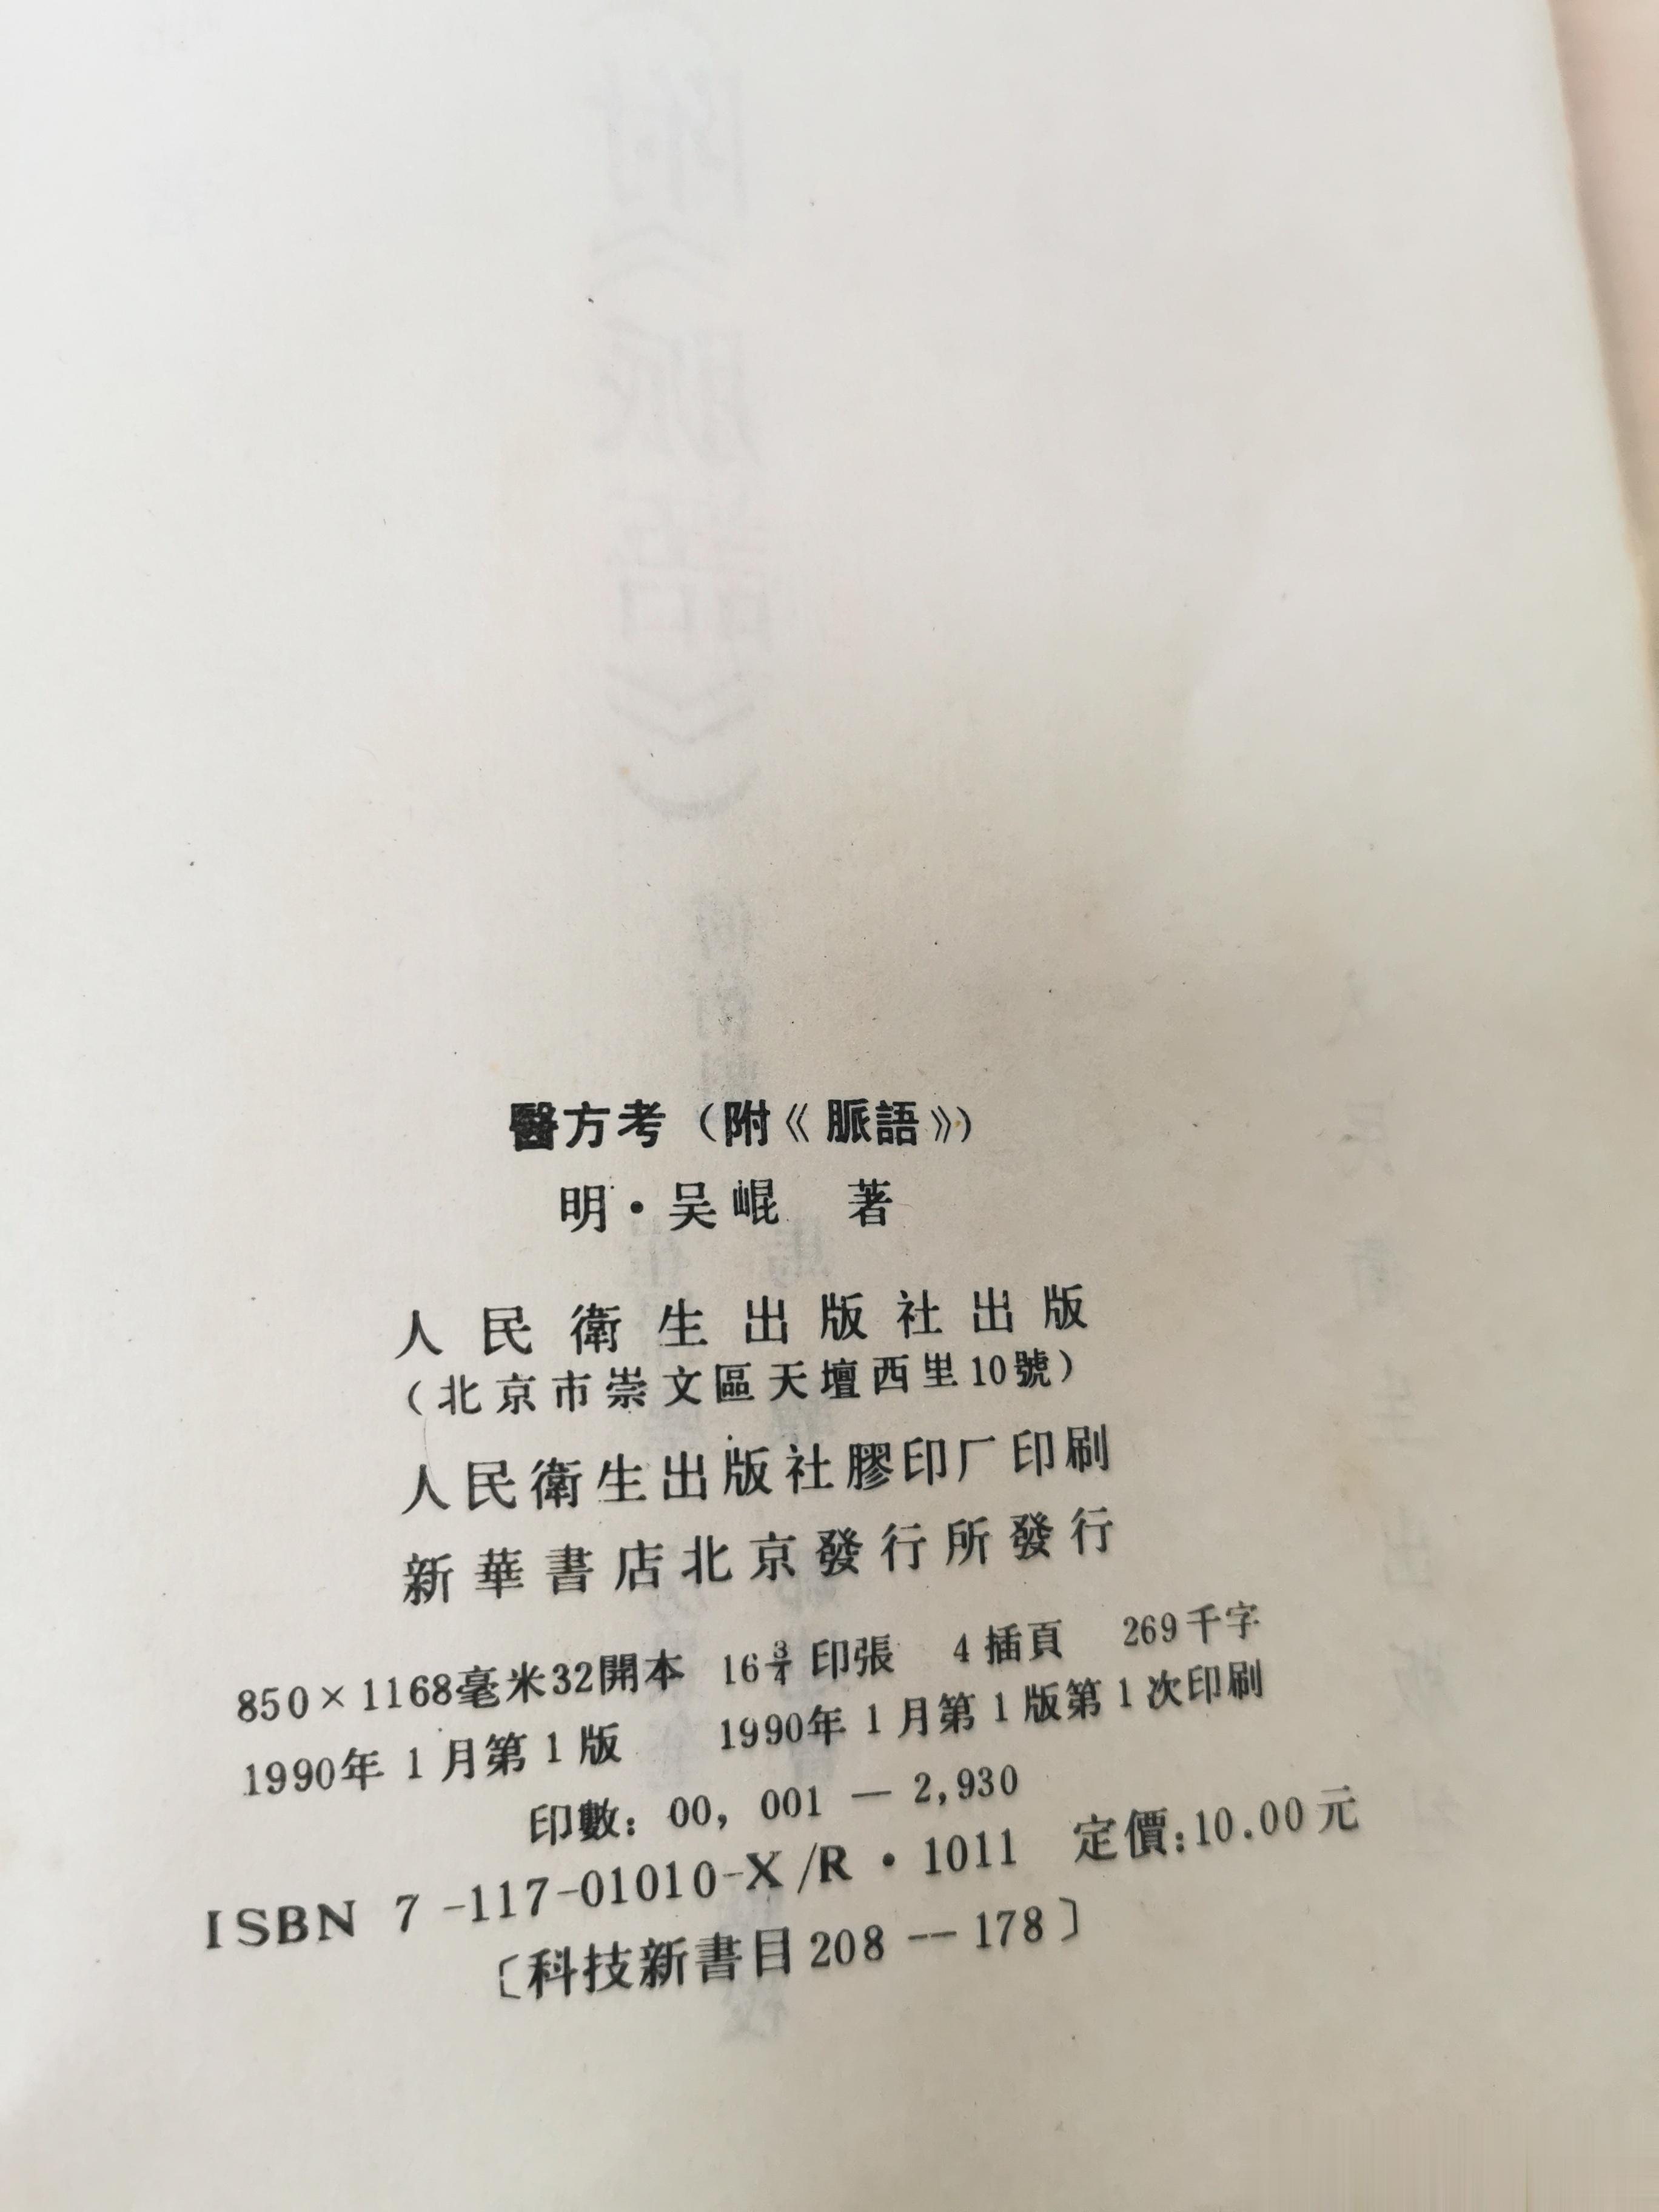 醫方考（附《脈語》）
明·吴崐　著
人民衛生出版社出版
（北京市崇文區天壇西里10號）
人民衛生出版社膠印厂印刷
新華書店北京發行所發行
850×1168毫米32開本　16¾印張　4插頁　269千字
1990年1月第1版　1990年1月第1版第1次印刷
印數：00，001—2,930
ISBN 7-117-01010-X/R·1011　定價:10.00元
〔科技新書目208--178〕